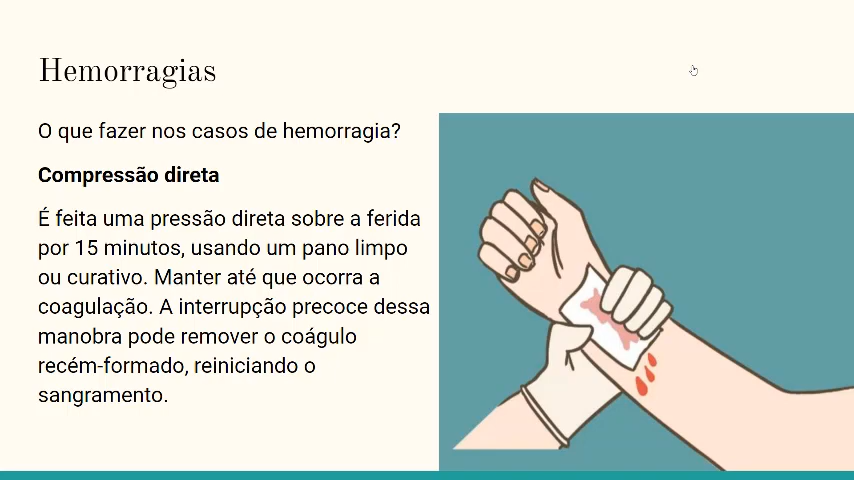 Hemorragias
O que fazer nos casos de hemorragia?
Compressão direta
É feita uma pressão direta sobre a ferida
por 15 minutos, usando um pano limpo
ou curativo. Manter até que ocorra a
coagulação. A interrupção precoce dessa
manobra pode remover o coágulo
recém-formado, reiniciando o
sangramento.